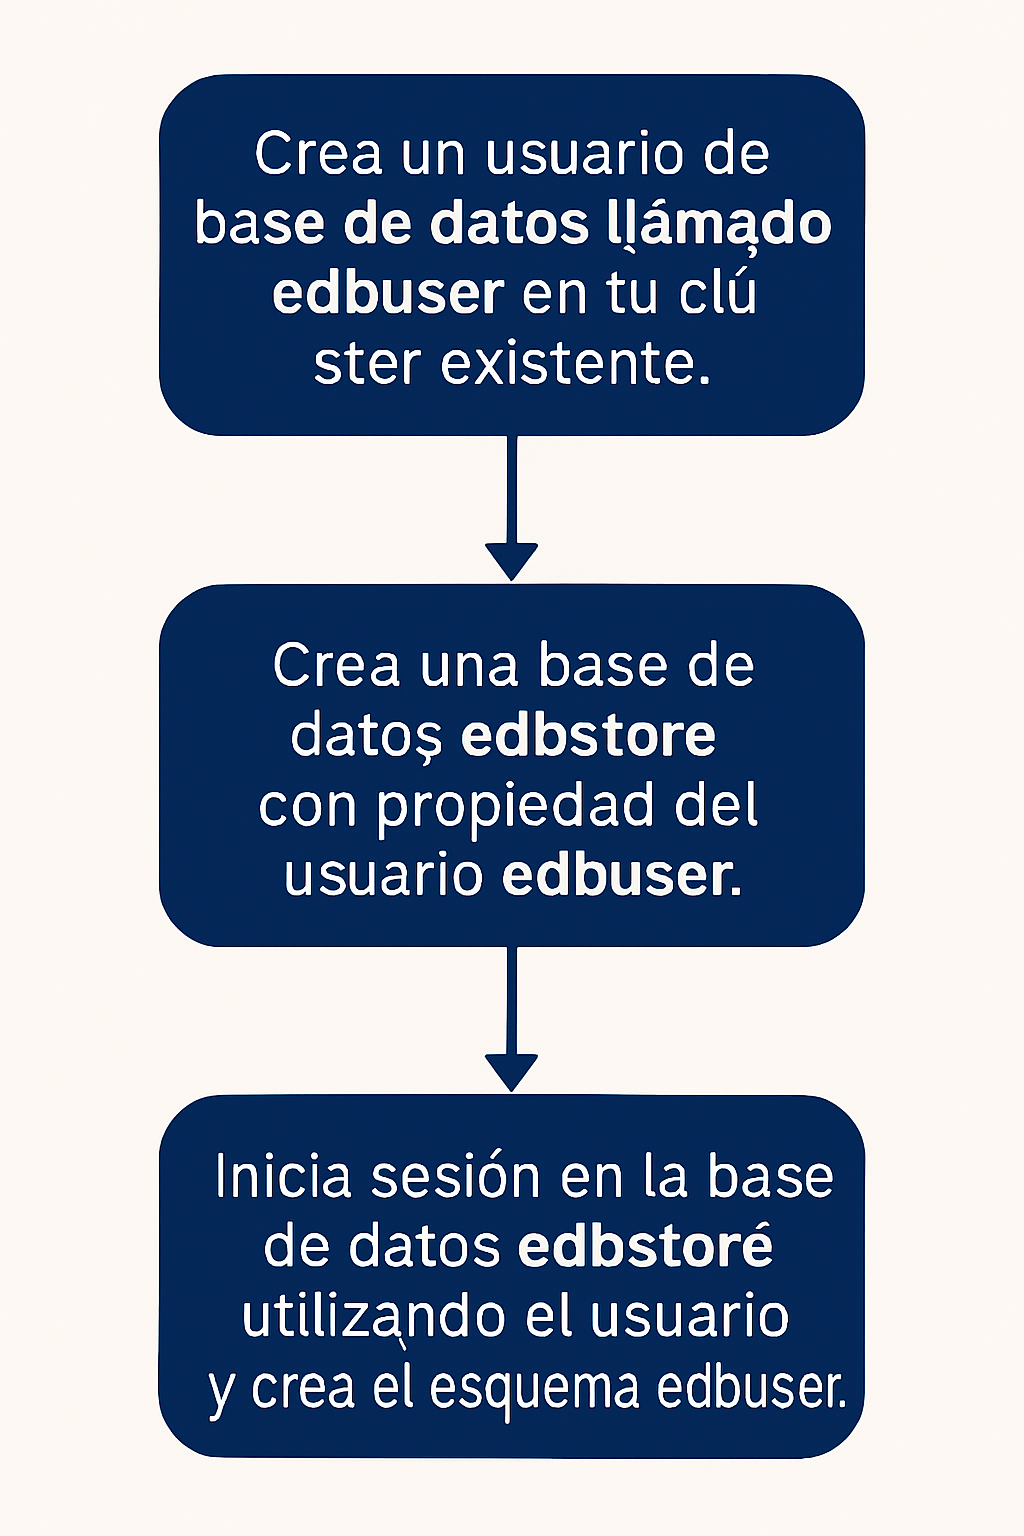 Crea un usuario de
base de datos llámado
edbuser en tu clú
ster existente.
Crea una base de
datoş edbstore
con propiedad del
usuario edbuser.
Inicia sesión en la base
de datos edbstoré
utilizando el usuario
y crea el esquema edbuser.